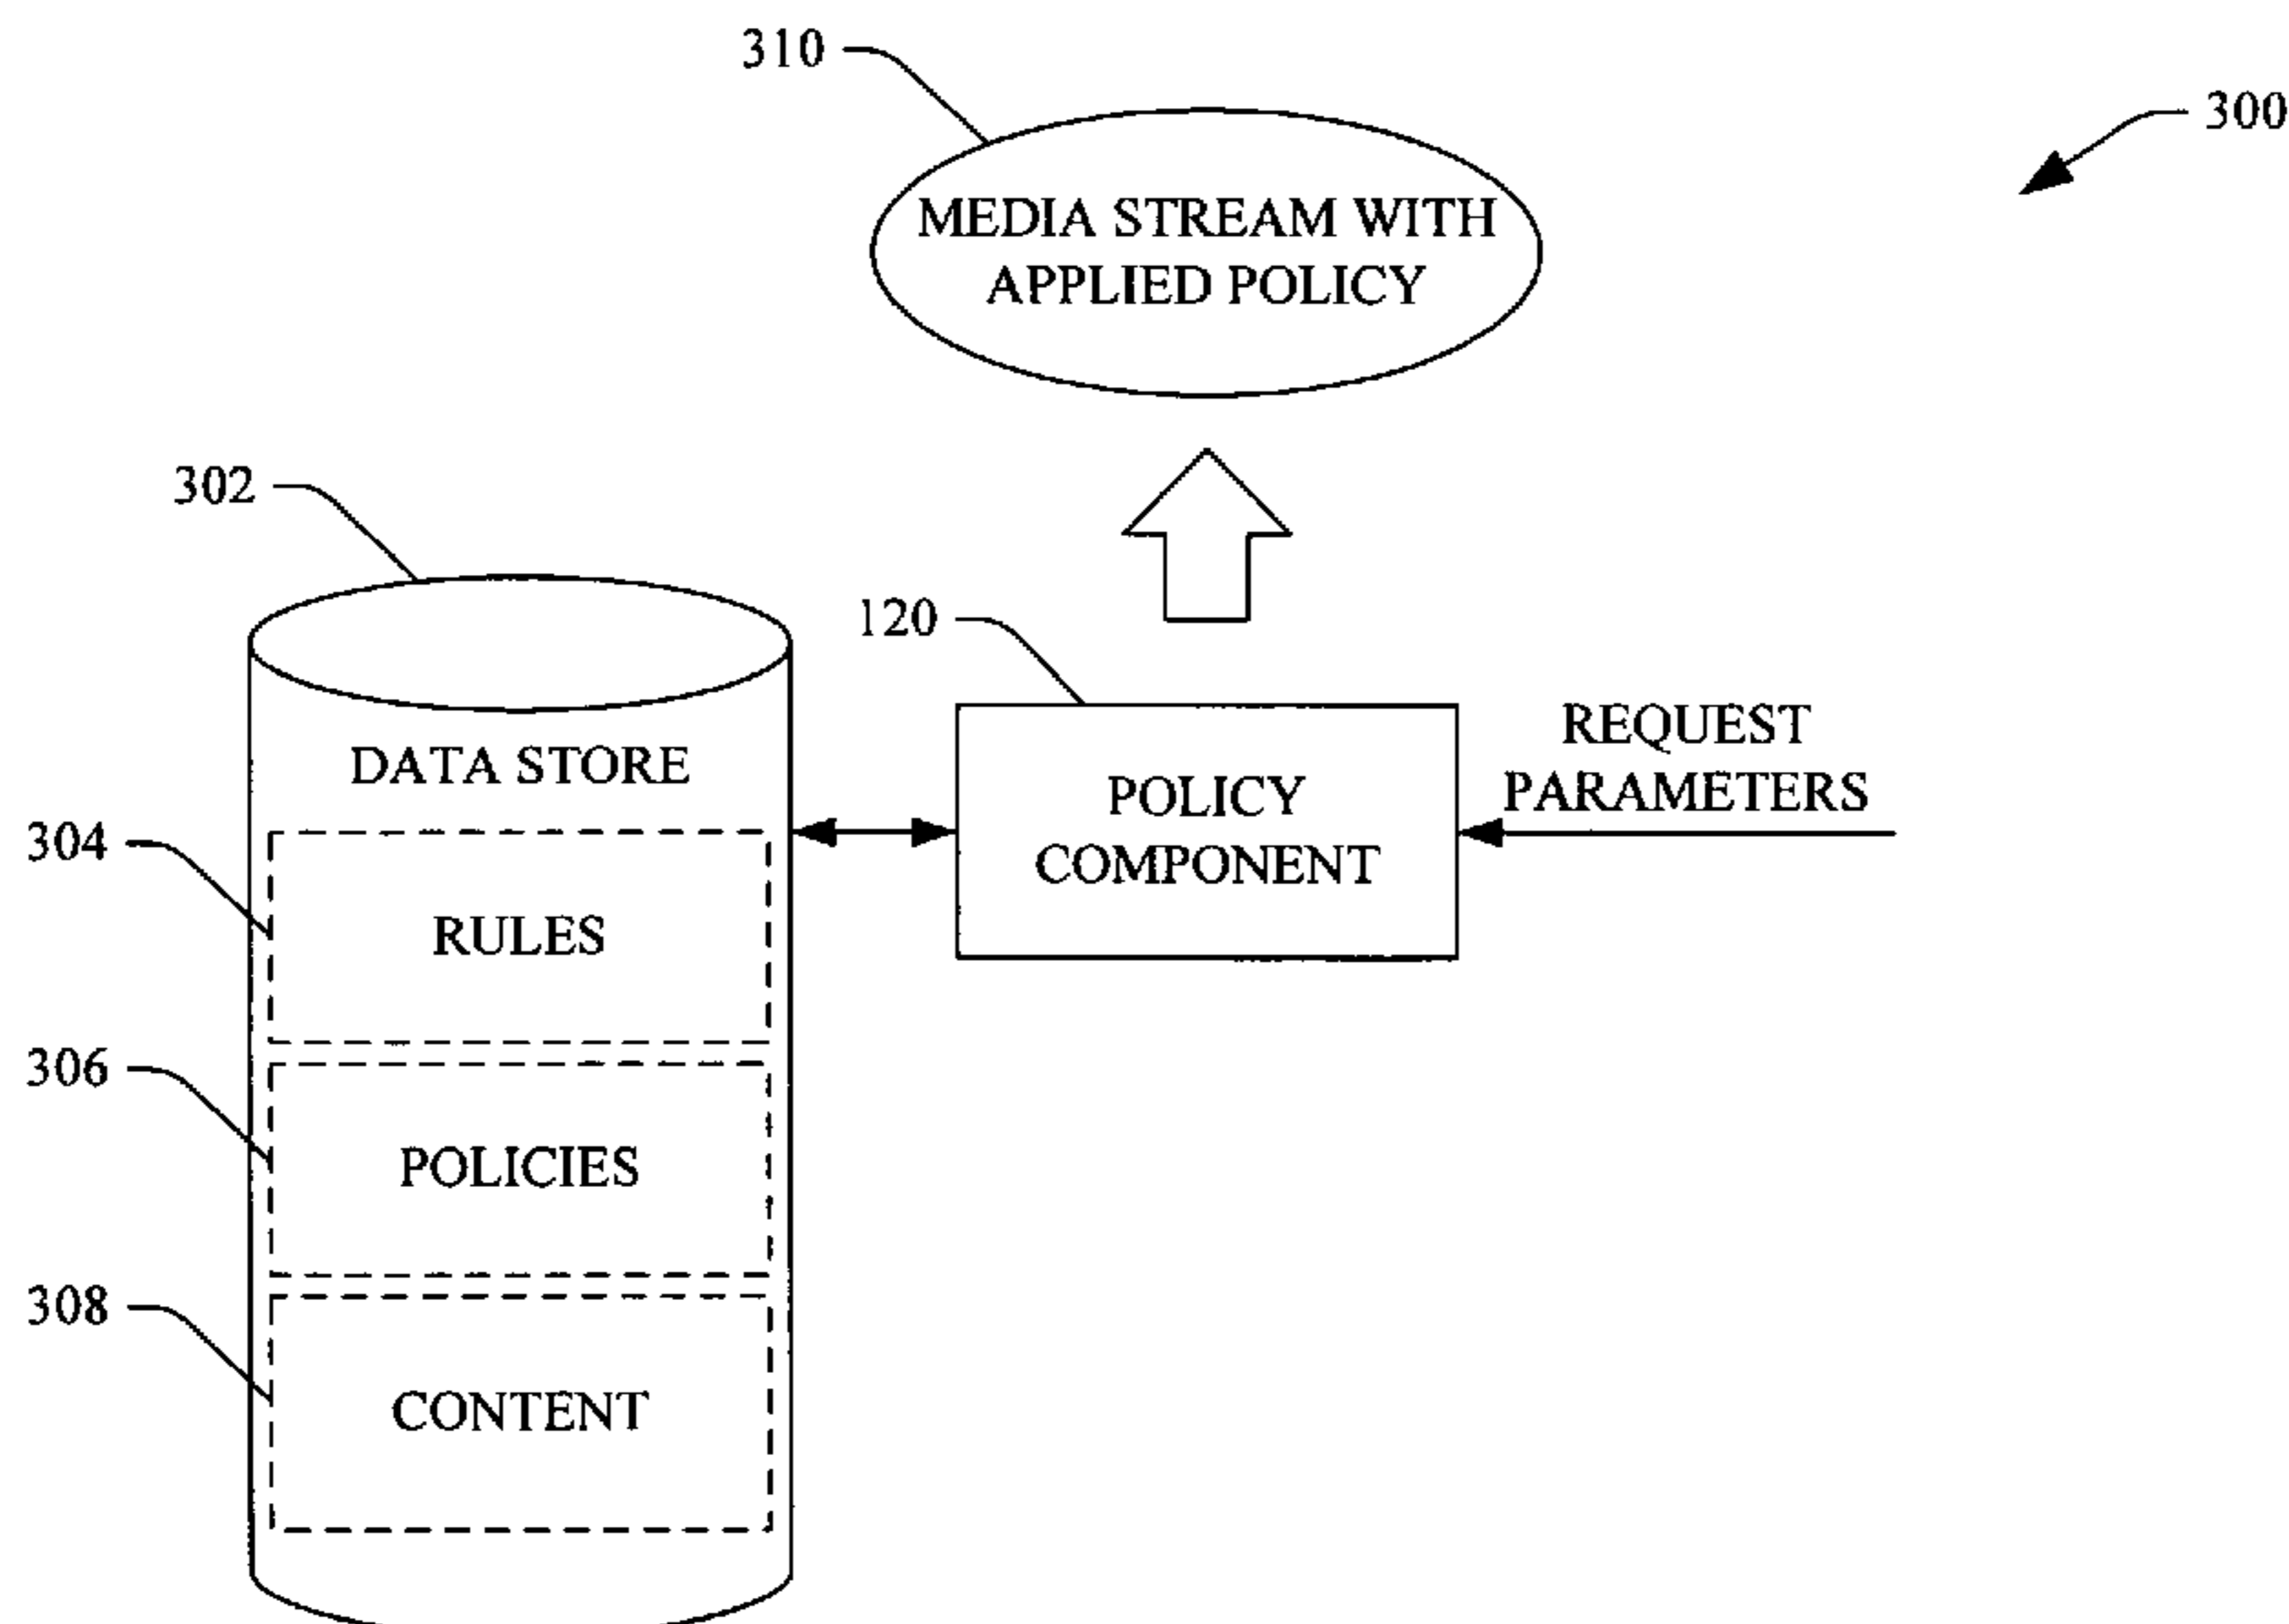 310
300
MEDIA STREAM WITH
APPLIED POLICY
302
120
DATA STORE
POLICY
COMPONENT
REQUEST
PARAMETERS
304
RULES
306
POLICIES
308
CONTENT